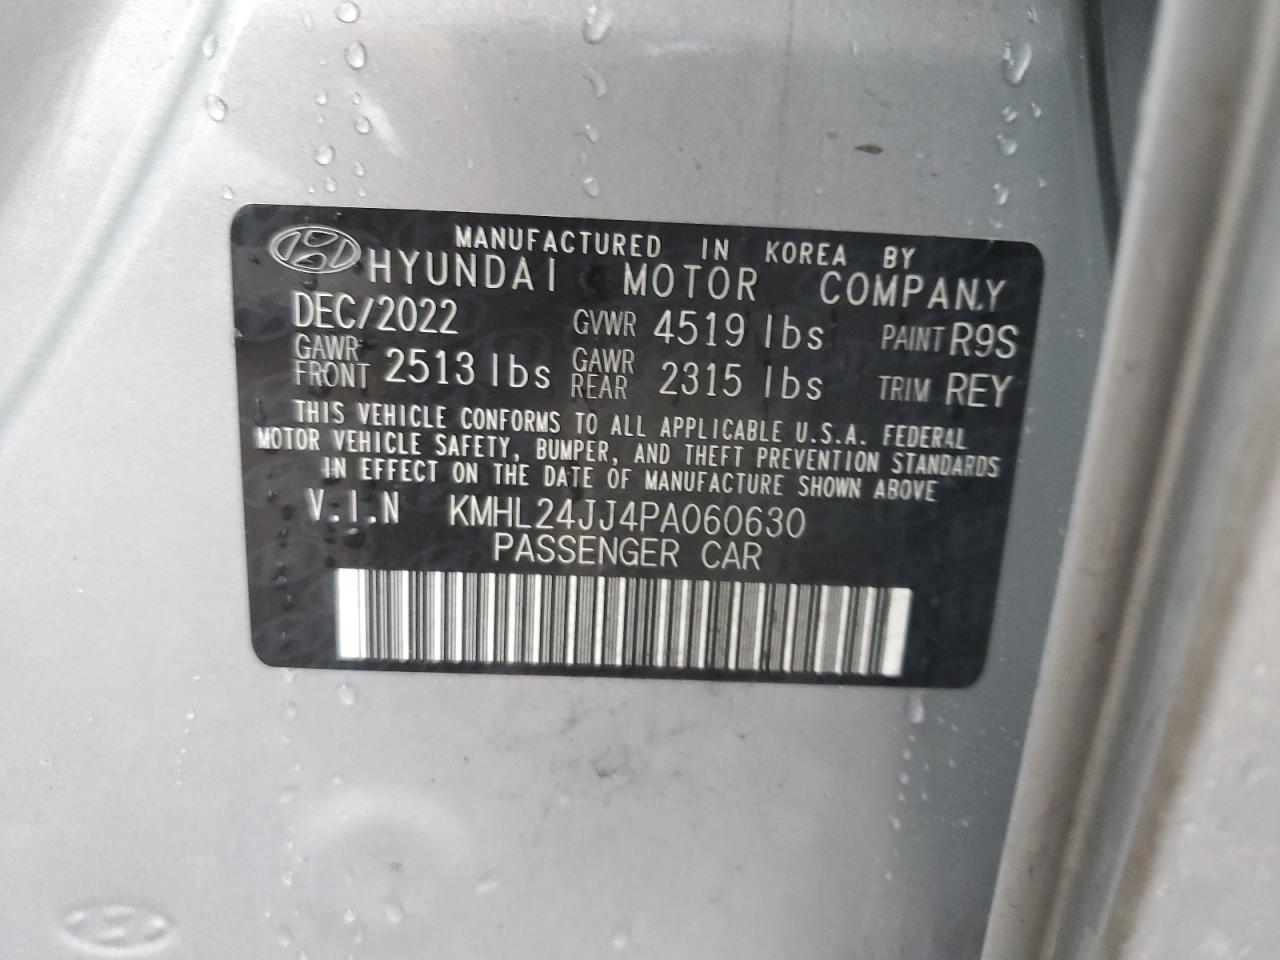 MANUFACTURED IN KOREA BY
HYUNDAI MOTOR COMPANY
DEC/2022 GVWR 4519 lbs PAINT R9S
GAWR FRONT 2513 lbs GAWR REAR 2315 lbs TRIM REY
THIS VEHICLE CONFORMS TO ALL APPLICABLE U.S.A. FEDERAL
MOTOR VEHICLE SAFETY, BUMPER, AND THEFT PREVENTION STANDARDS
IN EFFECT ON THE DATE OF MANUFACTURE SHOWN ABOVE
V.I.N KMHL24JJ4PA060630
PASSENGER CAR